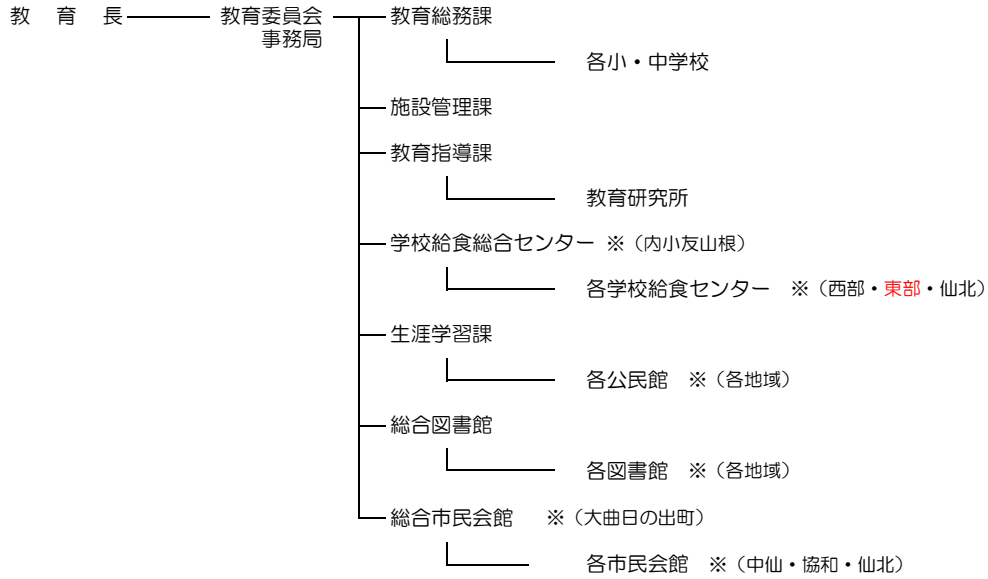 教　育　長 教育委員会 教育総務課
事務局
各小・中学校
施設管理課
教育指導課
教育研究所
学校給食総合センター ※（内小友山根）
各学校給食センター ※（西部・東部・仙北）
生涯学習課
各公民館 ※（各地域）
総合図書館
各図書館 ※（各地域）
総合市民会館 ※（大曲日の出町）
各市民会館 ※（中仙・協和・仙北）